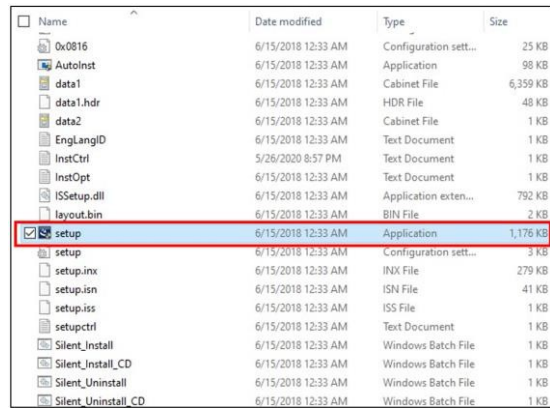 Name Date modified Type Size
0x0816 6/15/2018 12:33 AM Configuration sett... 25 KB
AutoInst 6/15/2018 12:33 AM Application 98 KB
data1 6/15/2018 12:33 AM Cabinet File 6,359 KB
data1.hdr 6/15/2018 12:33 AM HDR File 48 KB
data2 6/15/2018 12:33 AM Cabinet File 1 KB
EngLangID 6/15/2018 12:33 AM Text Document 1 KB
InstCtrl 5/26/2020 8:57 PM Text Document 1 KB
InstOpt 6/15/2018 12:33 AM Text Document 1 KB
ISSetup.dll 6/15/2018 12:33 AM Application exten... 792 KB
layout.bin 6/15/2018 12:33 AM BIN File 2 KB
setup 6/15/2018 12:33 AM Application 1,176 KB
setup 6/15/2018 12:33 AM Configuration sett... 3 KB
setup.inx 6/15/2018 12:33 AM INX File 279 KB
setup.isn 6/15/2018 12:33 AM ISN File 41 KB
setup.iss 6/15/2018 12:33 AM ISS File 1 KB
setupctrl 6/15/2018 12:33 AM Text Document 1 KB
Silent_Install 6/15/2018 12:33 AM Windows Batch File 1 KB
Silent_Install_CD 6/15/2018 12:33 AM Windows Batch File 1 KB
Silent_Uninstall 6/15/2018 12:33 AM Windows Batch File 1 KB
Silent_Uninstall_CD 6/15/2018 12:33 AM Windows Batch File 1 KB